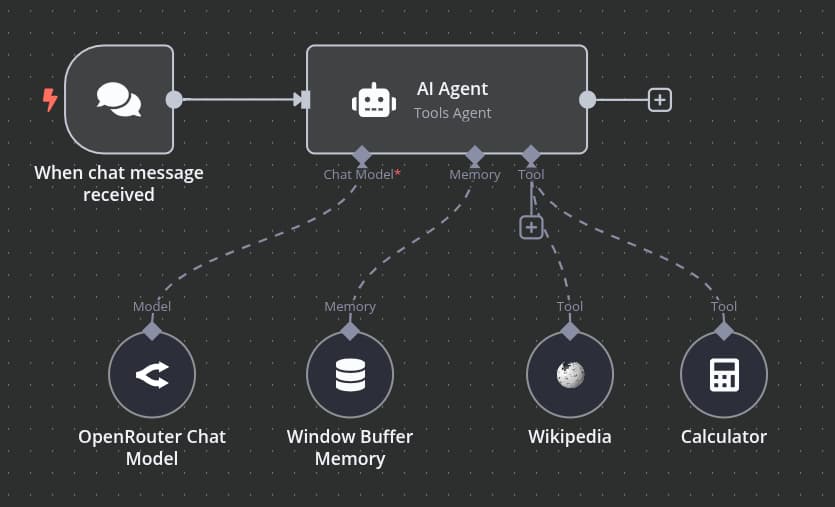 AI Agent
Tools Agent
When chat message
received
Chat Model*
Memory
Tool
Model
Memory
Tool
Tool
OpenRouter Chat
Model
Window Buffer
Memory
Wikipedia
Calculator